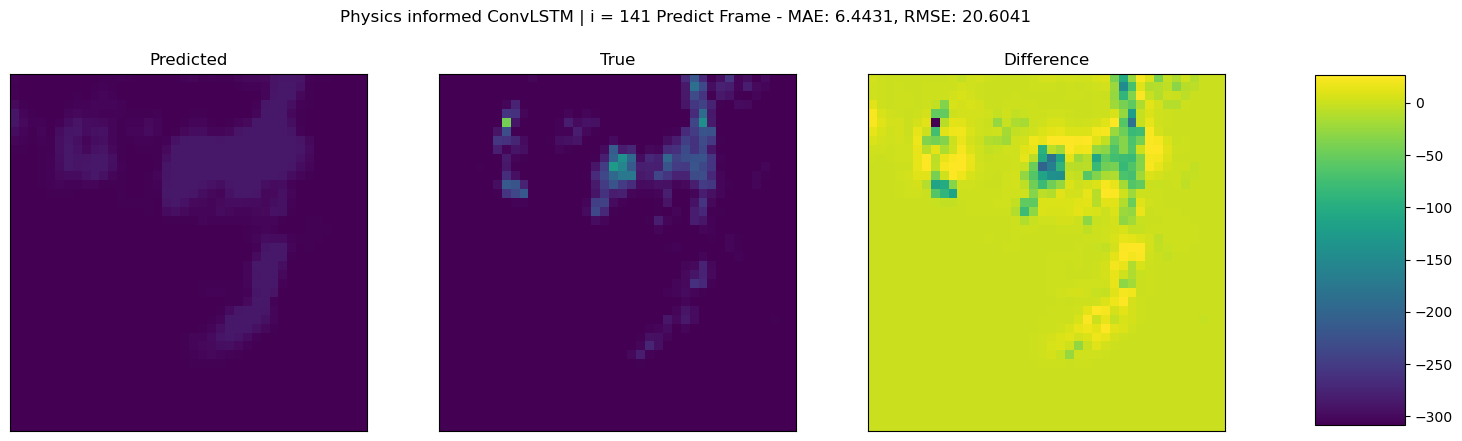 Physics informed ConvLSTM | i = 141 Predict Frame - MAE: 6.4431, RMSE: 20.6041
Predicted
True
Difference
0
−50
−100
−150
−200
−250
−300